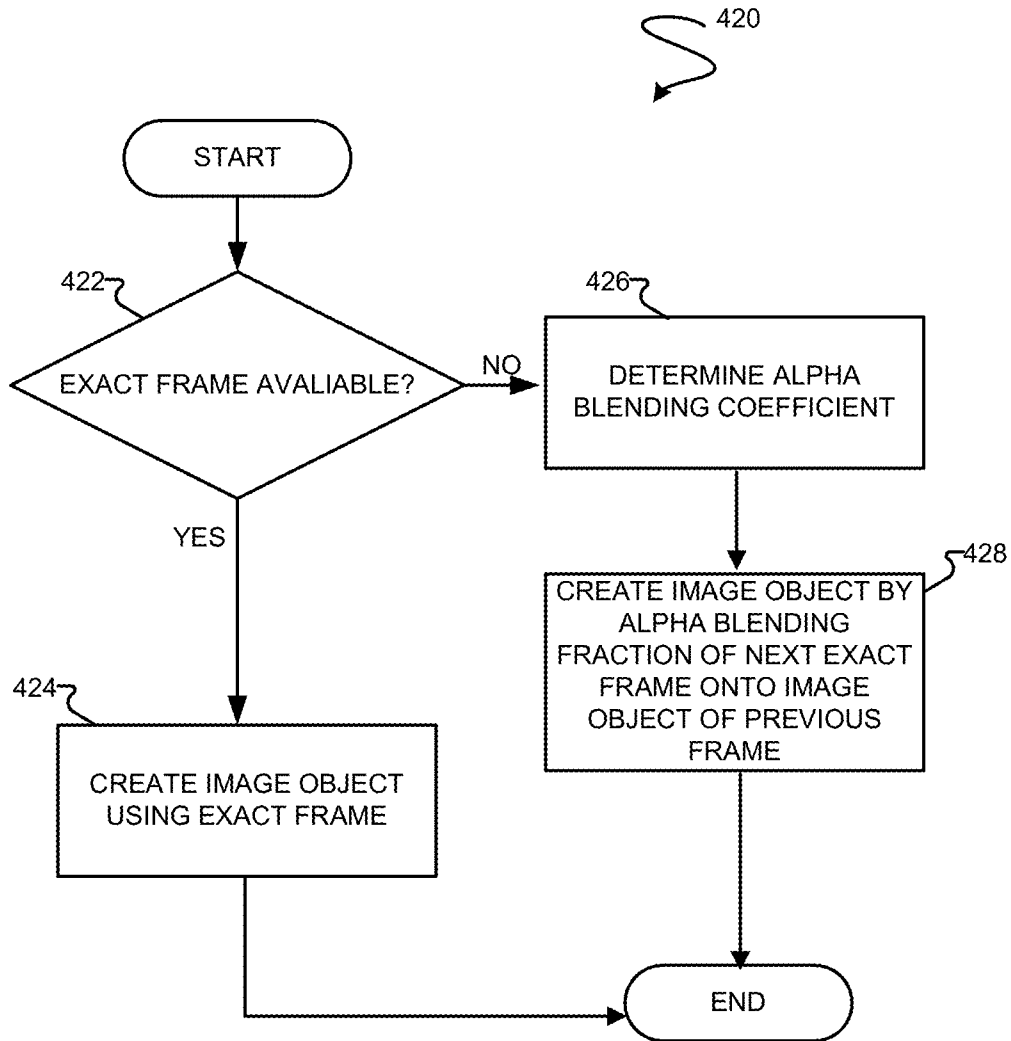 420
START
422
EXACT FRAME AVALIABLE?
NO
426
DETERMINE ALPHA
BLENDING COEFFICIENT
YES
428
CREATE IMAGE OBJECT BY
ALPHA BLENDING
FRACTION OF NEXT EXACT
FRAME ONTO IMAGE
OBJECT OF PREVIOUS
FRAME
424
CREATE IMAGE OBJECT
USING EXACT FRAME
END